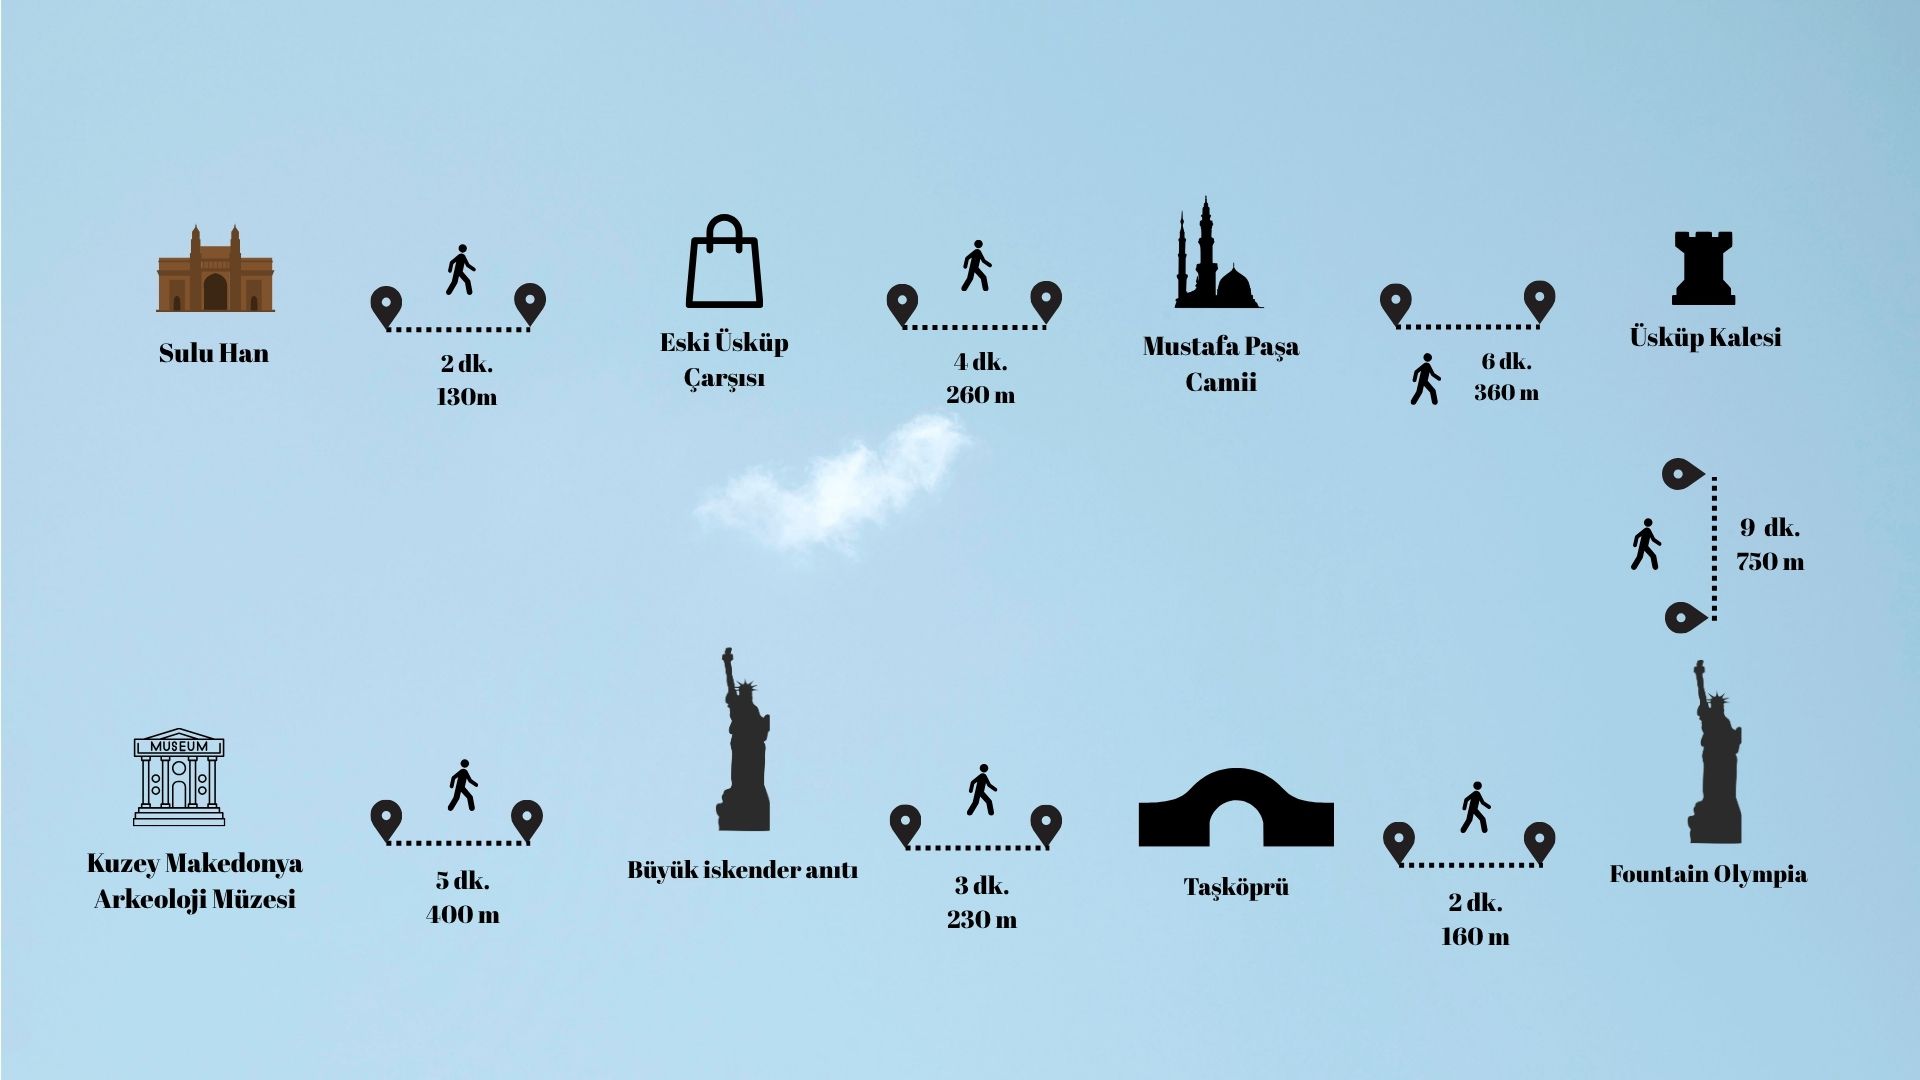 Sulu Han
2 dk.
130m
Eski Üsküp
Çarşısı
4 dk.
260 m
Mustafa Paşa
Camii
6 dk.
360 m
Üsküp Kalesi
9 dk.
750 m
MUSEUM
Kuzey Makedonya
Arkeoloji Müzesi
5 dk.
400 m
Büyük iskender anıtı
3 dk.
230 m
Taşköprü
2 dk.
160 m
Fountain Olympia